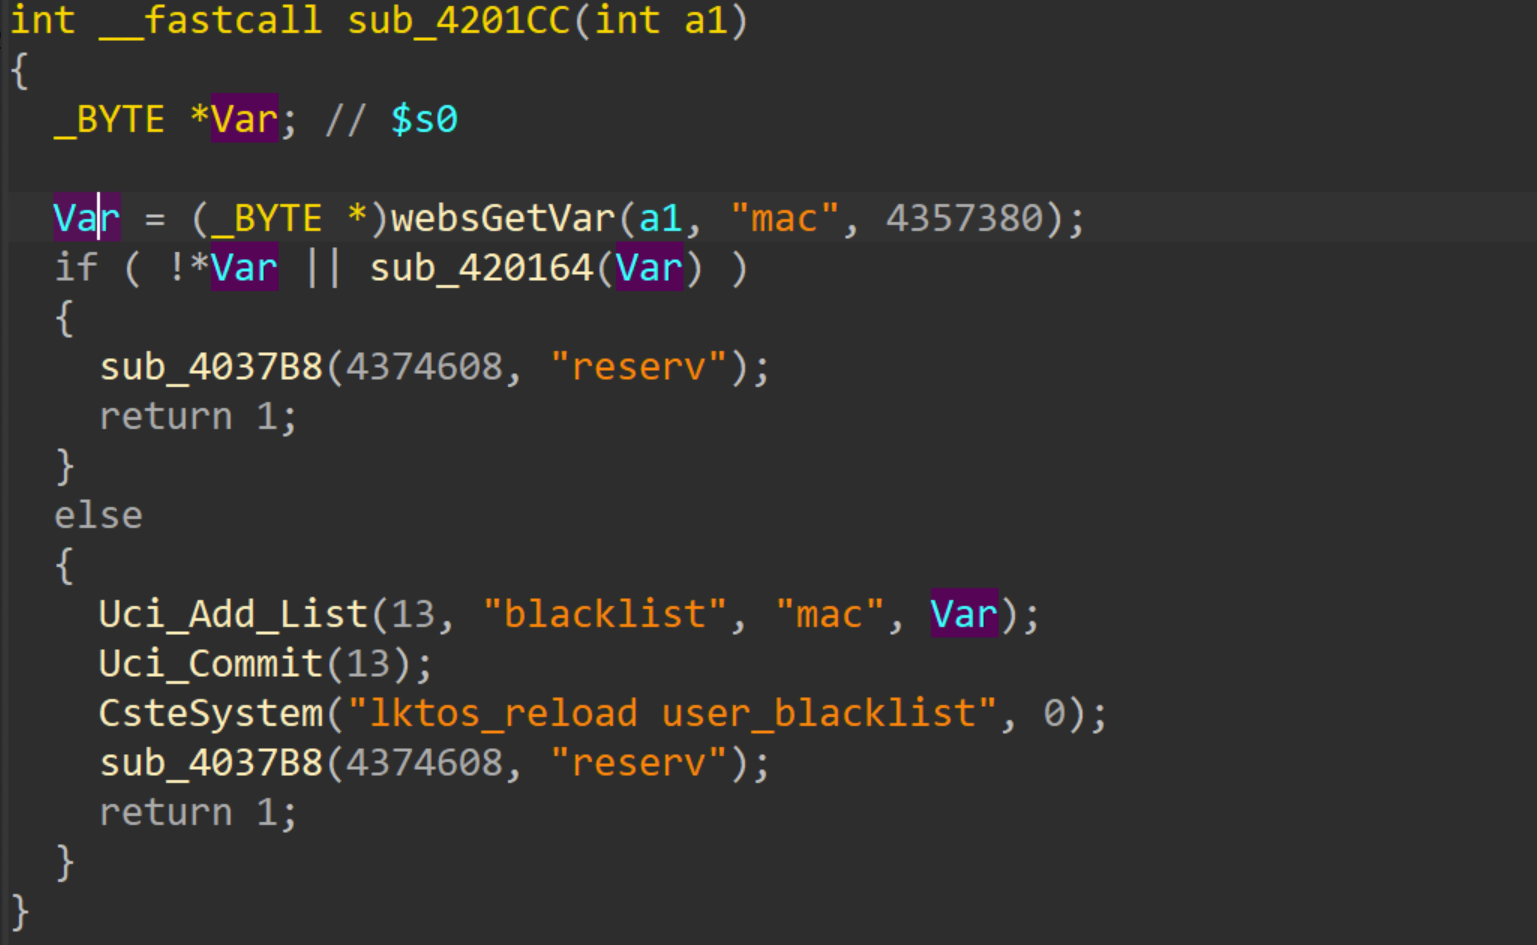 int __fastcall sub_4201CC(int a1)
{
  _BYTE *Var; // $s0

  Var = (_BYTE *)websGetVar(a1, "mac", 4357380);
  if ( !*Var || sub_420164(Var) )
  {
    sub_4037B8(4374608, "reserv");
    return 1;
  }
  else
  {
    Uci_Add_List(13, "blacklist", "mac", Var);
    Uci_Commit(13);
    CsteSystem("lktos_reload user_blacklist", 0);
    sub_4037B8(4374608, "reserv");
    return 1;
  }
}